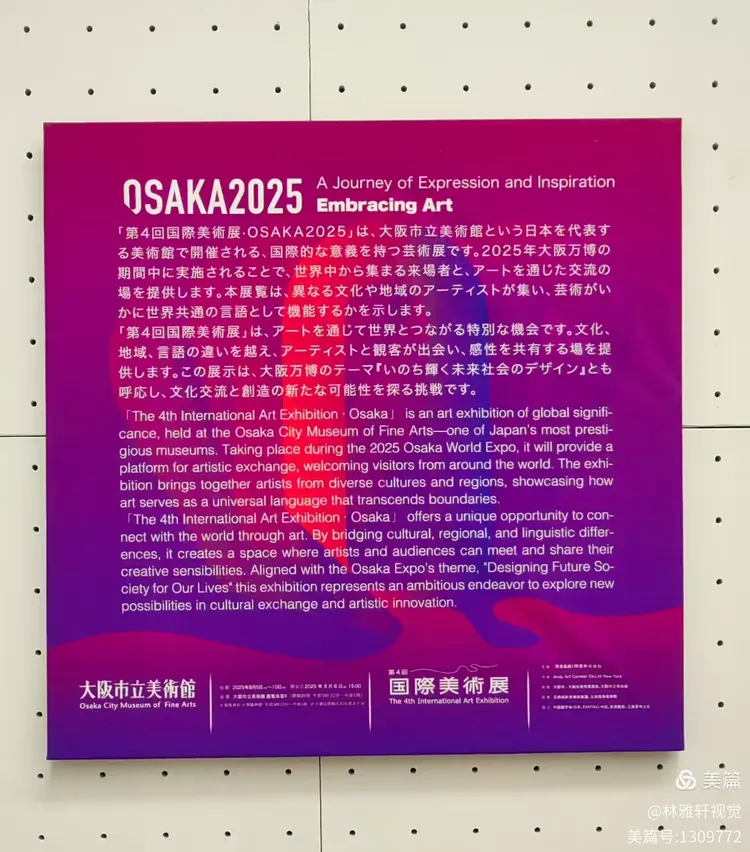 OSAKA2025 A Journey of Expression and Inspiration
Embracing Art
「第4回国際美術展·OSAKA2025」は、大阪市立美術館という日本を代表す
る美術館で開催される、国際的な意義を持つ芸術展です。2025年大阪万博の
期間中に実施されることで、世界中から集まる来場者と、アートを通じた交流の
場を提供します。本展覧は、異なる文化や地域のアーティストが集い、芸術がい
かに世界共通の言語として機能するかを示します。
「第4回国際美術展」は、アートを通じて世界とつながる特別な機会です。文化、
地域、言語の違いを越え、アーティストと観客が出会い、感性を共有する場を提
供します。この展示は、大阪万博のテーマ『いのち輝く未来社会のデザイン』とも
呼応し、文化交流と創造の新たな可能性を探る挑戦です。
「The 4th International Art Exhibition · Osaka」 is an art exhibition of global signifi-
cance, held at the Osaka City Museum of Fine Arts—one of Japan's most presti-
gious museums. Taking place during the 2025 Osaka World Expo, it will provide a
platform for artistic exchange, welcoming visitors from around the world. The exhi-
bition brings together artists from diverse cultures and regions, showcasing how
art serves as a universal language that transcends boundaries.
「The 4th International Art Exhibition · Osaka」 offers a unique opportunity to con-
nect with the world through art. By bridging cultural, regional, and linguistic differ-
ences, it creates a space where artists and audiences can meet and share their
creative sensibilities. Aligned with the Osaka Expo's theme, "Designing Future So-
ciety for Our Lives" this exhibition represents an ambitious endeavor to explore new
possibilities in cultural exchange and artistic innovation.
大阪市立美術館
Osaka City Museum of Fine Arts
第4回
国際美術展
The 4th International Art Exhibition
Andy Art Curator Co.Ltd New York
美篇
@林雅轩视觉
美篇号:1309772